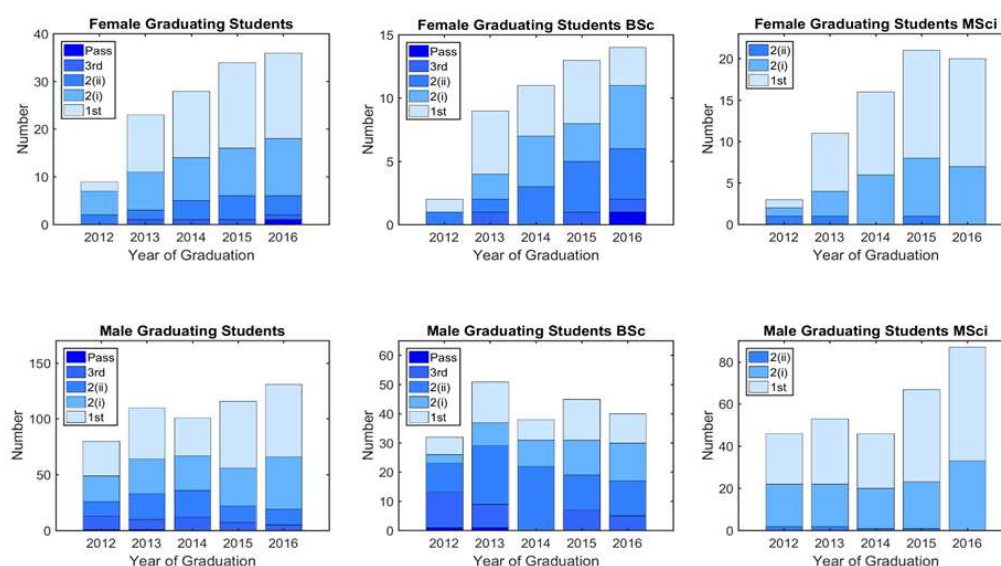 Female Graduating Students
Pass
3rd
2(ii)
2(i)
1st
40
30
20
10
0
Number
2012 2013 2014 2015 2016
Year of Graduation
Female Graduating Students BSc
Pass
3rd
2(ii)
2(i)
1st
15
10
5
0
Number
2012 2013 2014 2015 2016
Year of Graduation
Female Graduating Students MSci
2(ii)
2(i)
1st
20
15
10
5
0
Number
2012 2013 2014 2015 2016
Year of Graduation
Male Graduating Students
Pass
3rd
2(ii)
2(i)
1st
150
100
50
0
Number
2012 2013 2014 2015 2016
Year of Graduation
Male Graduating Students BSc
Pass
3rd
2(ii)
2(i)
1st
60
50
40
30
20
10
0
Number
2012 2013 2014 2015 2016
Year of Graduation
Male Graduating Students MSci
2(ii)
2(i)
1st
80
60
40
20
0
Number
2012 2013 2014 2015 2016
Year of Graduation